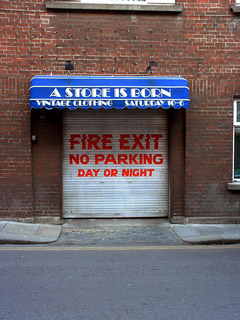 A STORE IS BORN
VINTAGE CLOTHING SATURDAY 10-6
FIRE EXIT
NO PARKING
DAY OR NIGHT